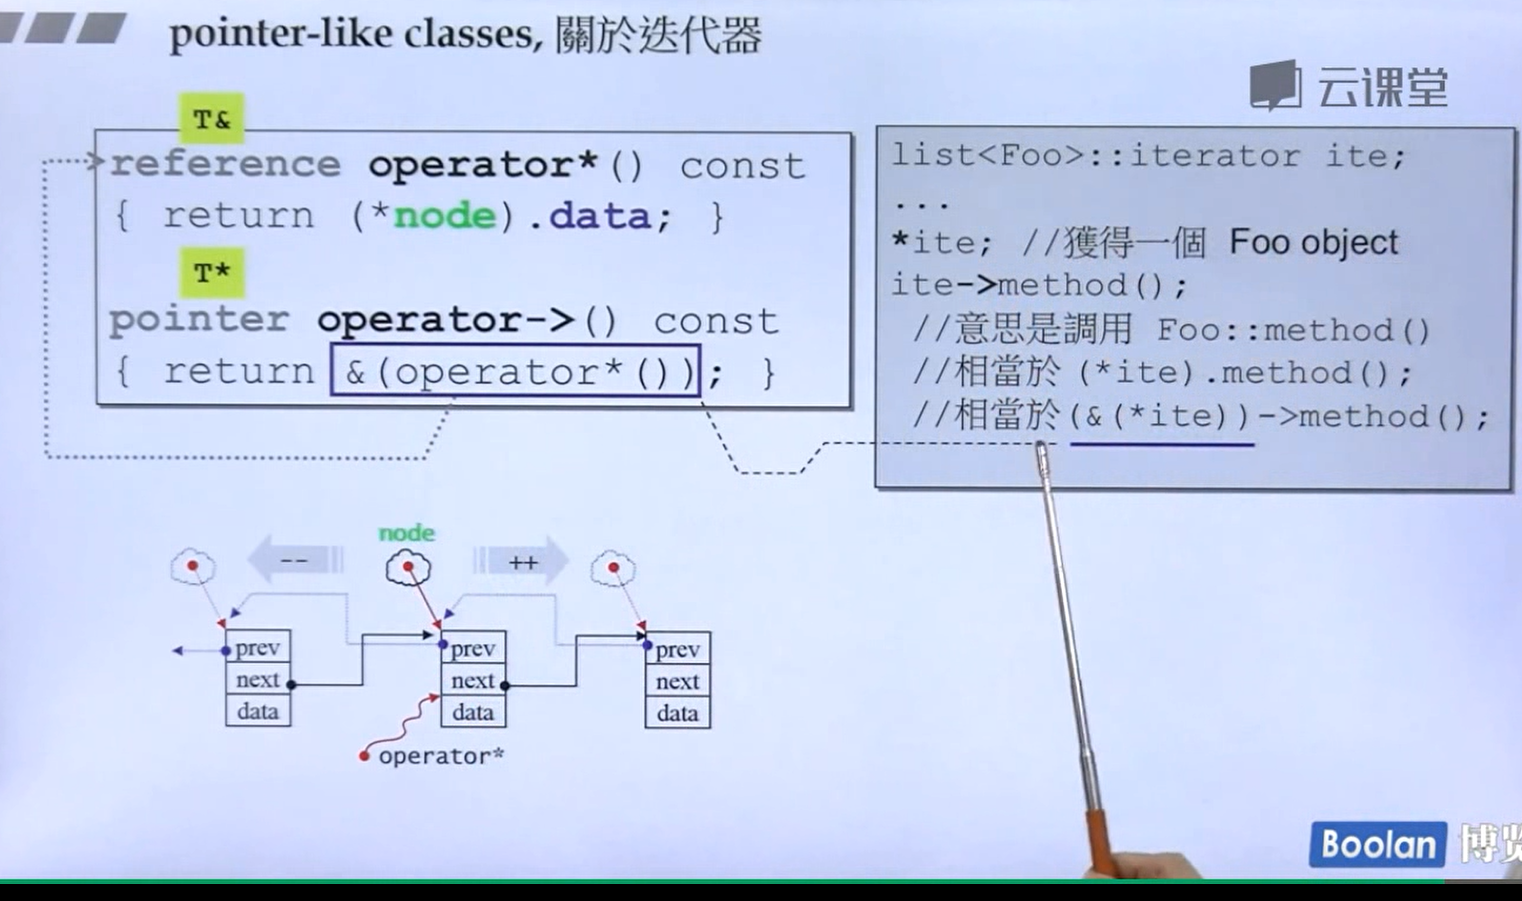 pointer-like classes, 關於迭代器
云课堂
T&
reference operator*() const
{ return (*node).data; }
T*
pointer operator->() const
{ return &(operator*()); }
list<Foo>::iterator ite;
...
*ite; //獲得一個 Foo object
ite->method();
//意思是調用 Foo::method()
//相當於 (*ite).method();
//相當於(&(*ite))->method();
node
--
++
prev
next
data
prev
next
data
prev
next
data
operator*
Boolan 博览